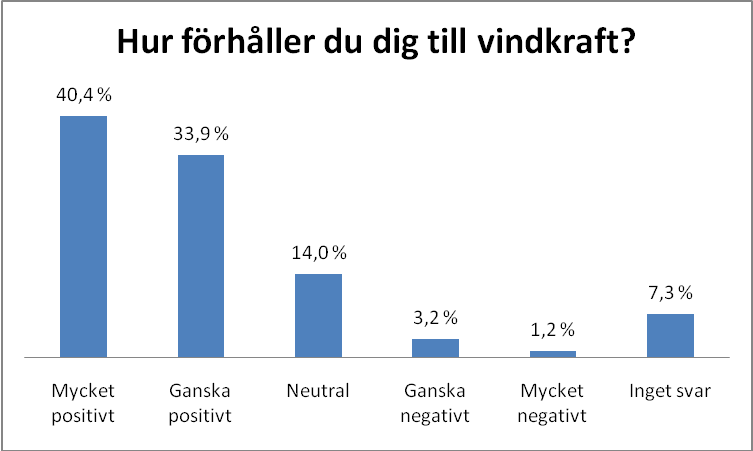 Hur förhåller du dig till vindkraft?
40,4 %
33,9 %
14,0 %
3,2 %
1,2 %
7,3 %
Mycket positivt
Ganska positivt
Neutral
Ganska negativt
Mycket negativt
Inget svar